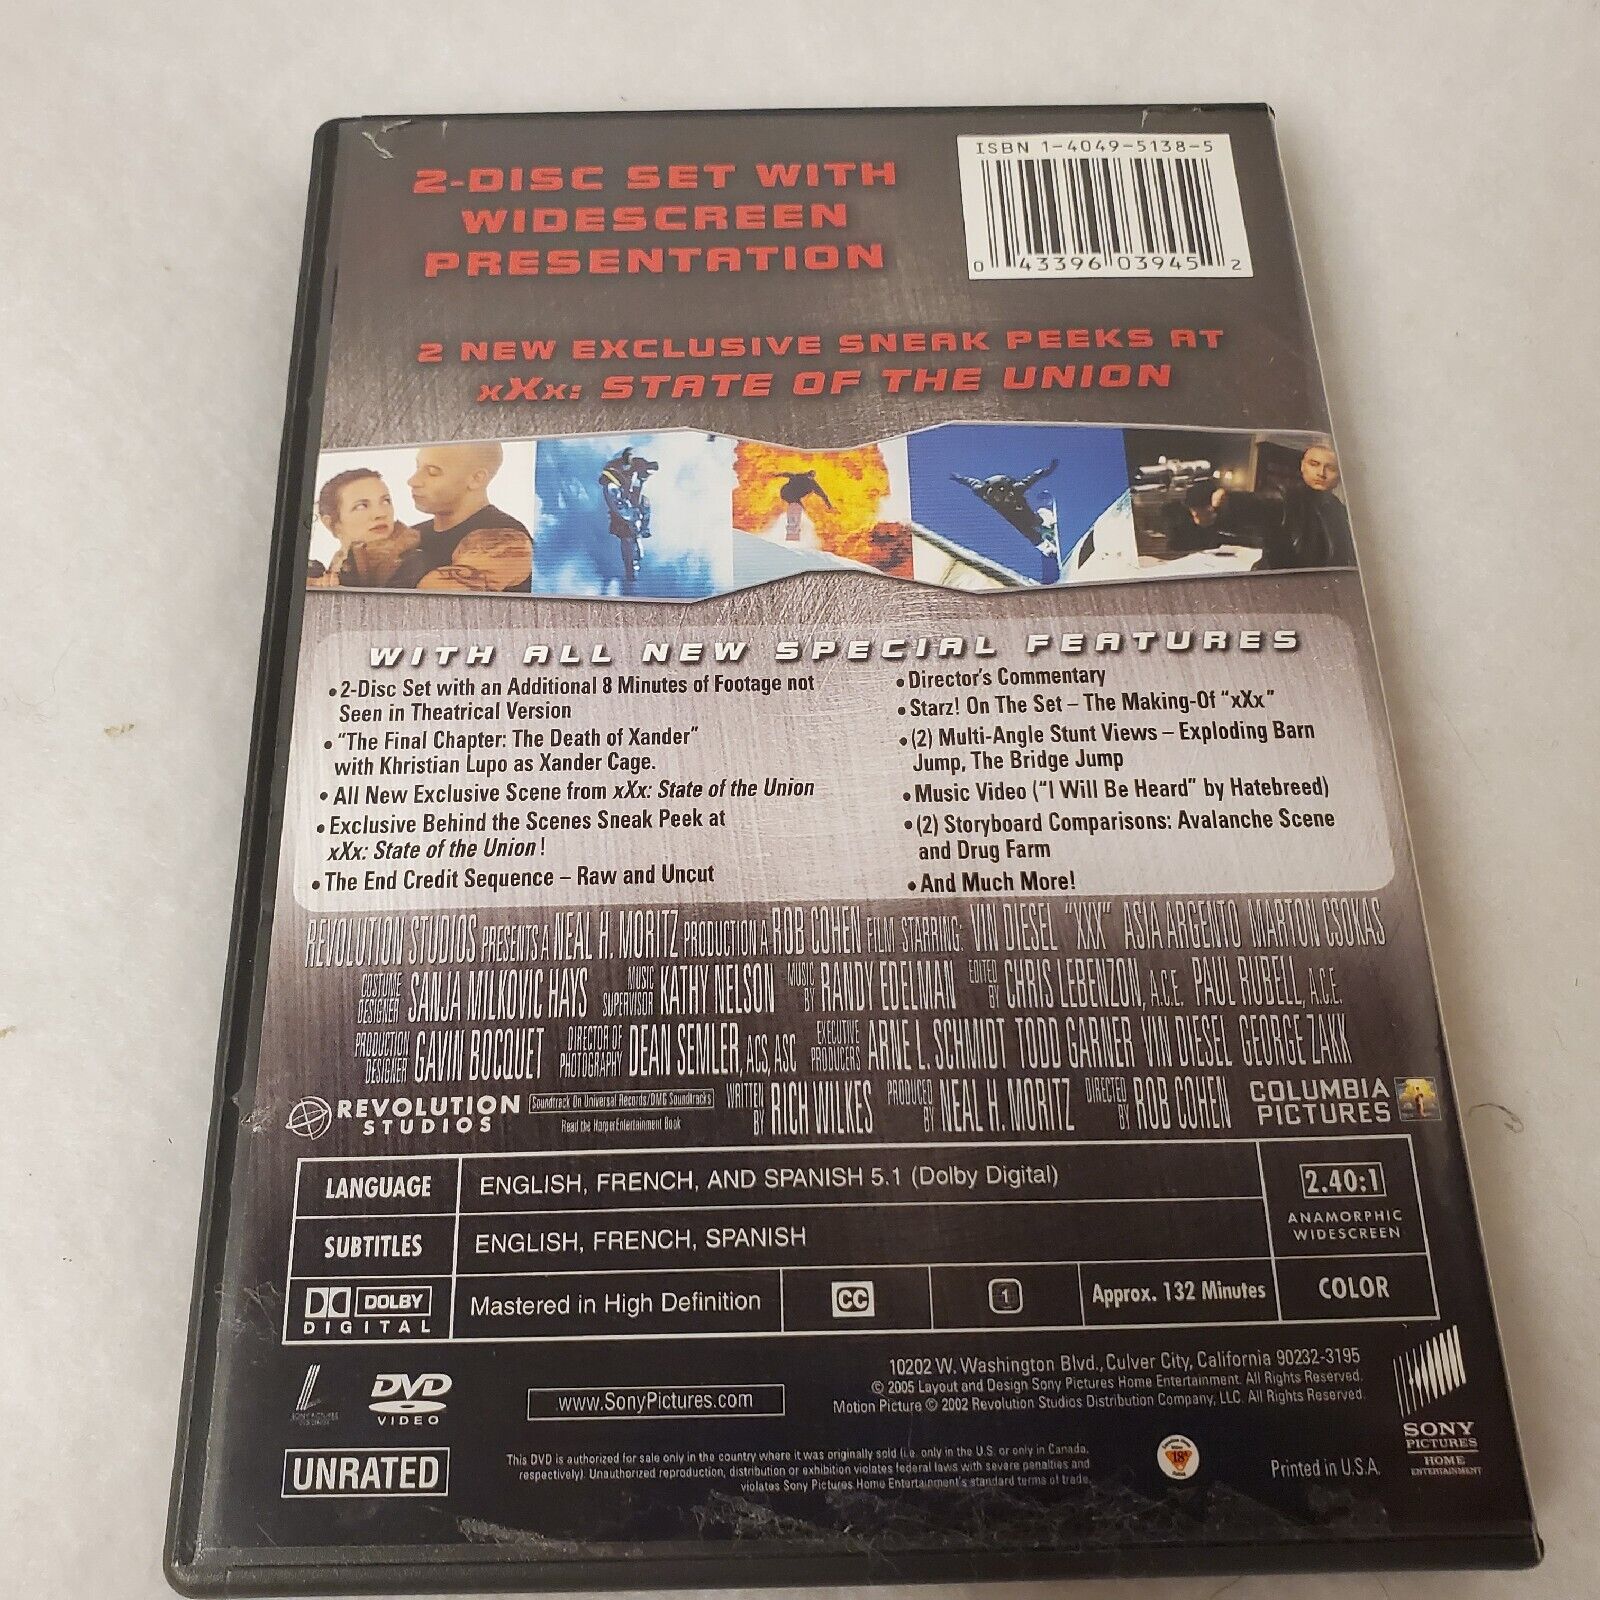 2-DISC SET WITH
WIDESCREEN
PRESENTATION
ISBN 1-4049-5138-5
0 43396 03945 2
2 NEW EXCLUSIVE SNEAK PEEKS AT
xXx: STATE OF THE UNION
WITH ALL NEW SPECIAL FEATURES
• 2-Disc Set with an Additional 8 Minutes of Footage not
Seen in Theatrical Version
• "The Final Chapter: The Death of Xander"
with Khristian Lupo as Xander Cage.
• All New Exclusive Scene from xXx: State of the Union
• Exclusive Behind the Scenes Sneak Peek at
xXx: State of the Union!
• The End Credit Sequence – Raw and Uncut
• Director's Commentary
• Starz! On The Set – The Making-Of "xXx"
• (2) Multi-Angle Stunt Views – Exploding Barn
Jump, The Bridge Jump
• Music Video ("I Will Be Heard" by Hatebreed)
• (2) Storyboard Comparisons: Avalanche Scene
and Drug Farm
• And Much More!
REVOLUTION STUDIOS PRESENTS A NEAL H. MORITZ PRODUCTION A ROB COHEN FILM STARRING: VIN DIESEL "XXX" ASIA ARGENTO MARTON CSOKAS
COSTUME DESIGNER SANJA MILKOVIC HAYS MUSIC SUPERVISOR KATHY NELSON MUSIC BY RANDY EDELMAN EDITED BY CHRIS LEBENZON, A.C.E. PAUL RUBELL, A.C.E.
PRODUCTION DESIGNER GAVIN BOCQUET DIRECTOR OF PHOTOGRAPHY DEAN SEMLER, ACS, ASC EXECUTIVE PRODUCERS ARNE L. SCHMIDT TODD GARNER VIN DIESEL GEORGE ZAKK
REVOLUTION STUDIOS
Soundtrack On Universal Records/DMG Soundtracks
Read the HarperEntertainment Book
WRITTEN BY RICH WILKES PRODUCED BY NEAL H. MORITZ DIRECTED BY ROB COHEN
COLUMBIA PICTURES
LANGUAGE ENGLISH, FRENCH, AND SPANISH 5.1 (Dolby Digital)
SUBTITLES ENGLISH, FRENCH, SPANISH
2.40:1
ANAMORPHIC
WIDESCREEN
DOLBY
DIGITAL
Mastered in High Definition
CC
1
Approx. 132 Minutes
COLOR
DVD
VIDEO
www.SonyPictures.com
10202 W. Washington Blvd., Culver City, California 90232-3195
© 2005 Layout and Design Sony Pictures Home Entertainment. All Rights Reserved.
Motion Picture © 2002 Revolution Studios Distribution Company, LLC. All Rights Reserved.
SONY
PICTURES
HOME
ENTERTAINMENT
UNRATED
This DVD is authorized for sale only in the country where it was originally sold (i.e. only in the U.S. or only in Canada,
respectively). Unauthorized reproduction, distribution or exhibition violates federal laws with severe penalties and
violates Sony Pictures Home Entertainment's standard terms of trade.
18A
Printed in U.S.A.